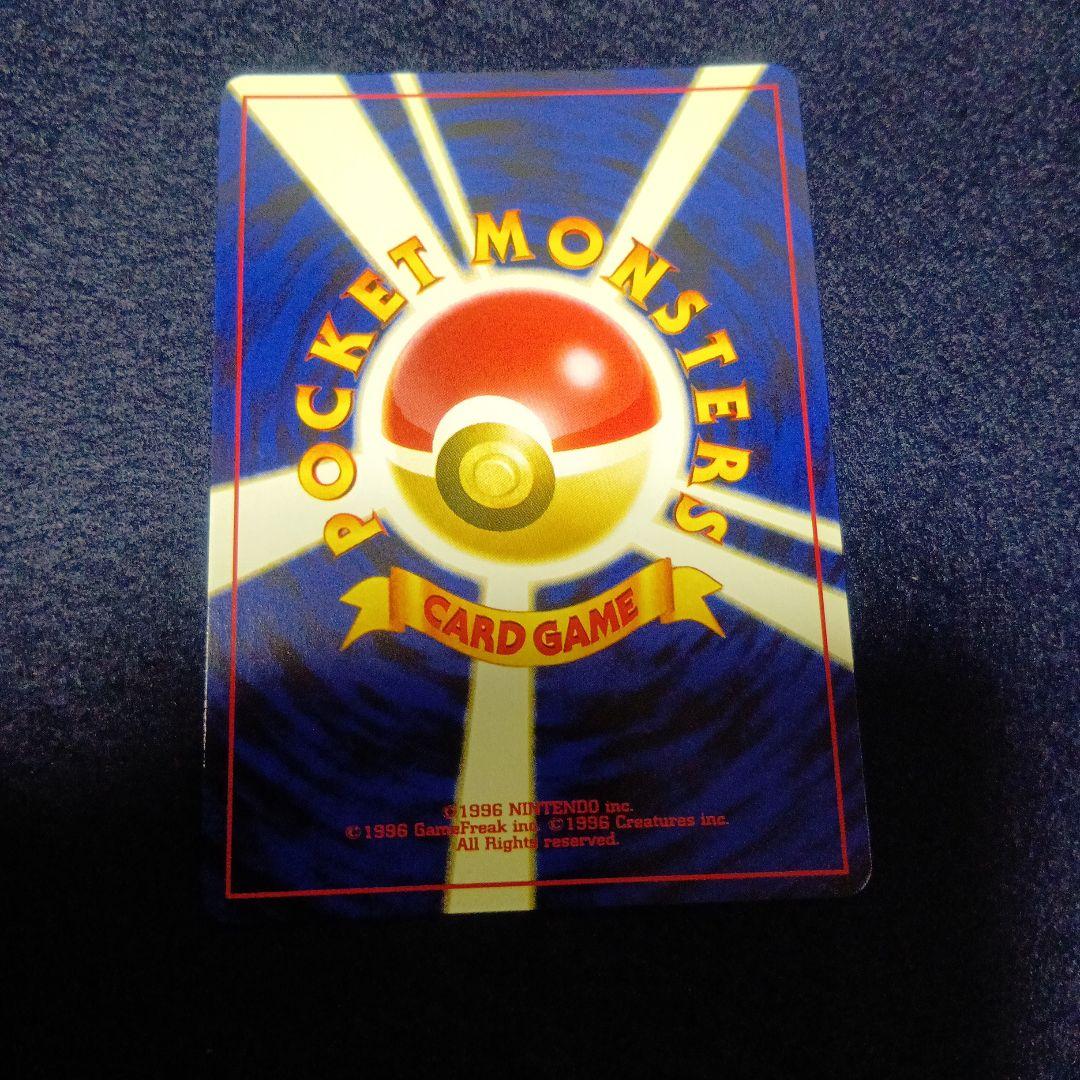 POCKET MONSTERS
CARD GAME
©1996 NINTENDO inc.
©1996 GameFreak inc. ©1996 Creatures inc.
All Rights reserved.